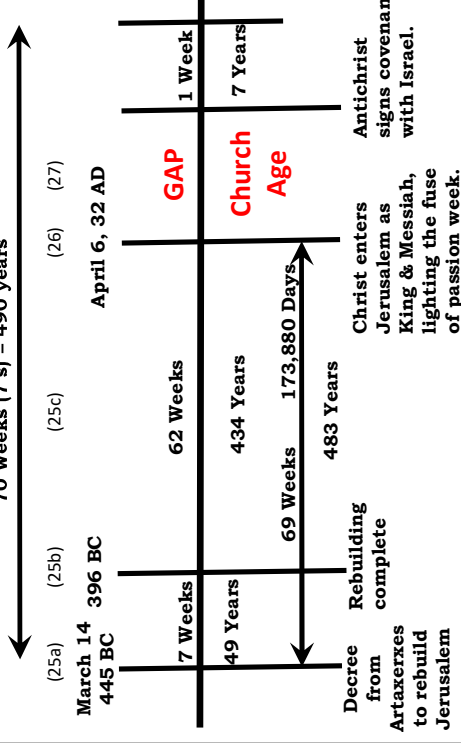 70 weeks (7's) = 490 years
(25a)
(25b)
(25c)
(26)
(27)
March 14
445 BC
396 BC
April 6, 32 AD
7 Weeks
62 Weeks
GAP
1 Week
49 Years
434 Years
Church
Age
7 Years
69 Weeks
173,880 Days
483 Years
Decree
from
Artaxerxes
to rebuild
Jerusalem
Rebuilding
complete
Christ enters
Jerusalem as
King & Messiah,
lighting the fuse
of passion week.
Antichrist
signs covenan
with Israel.